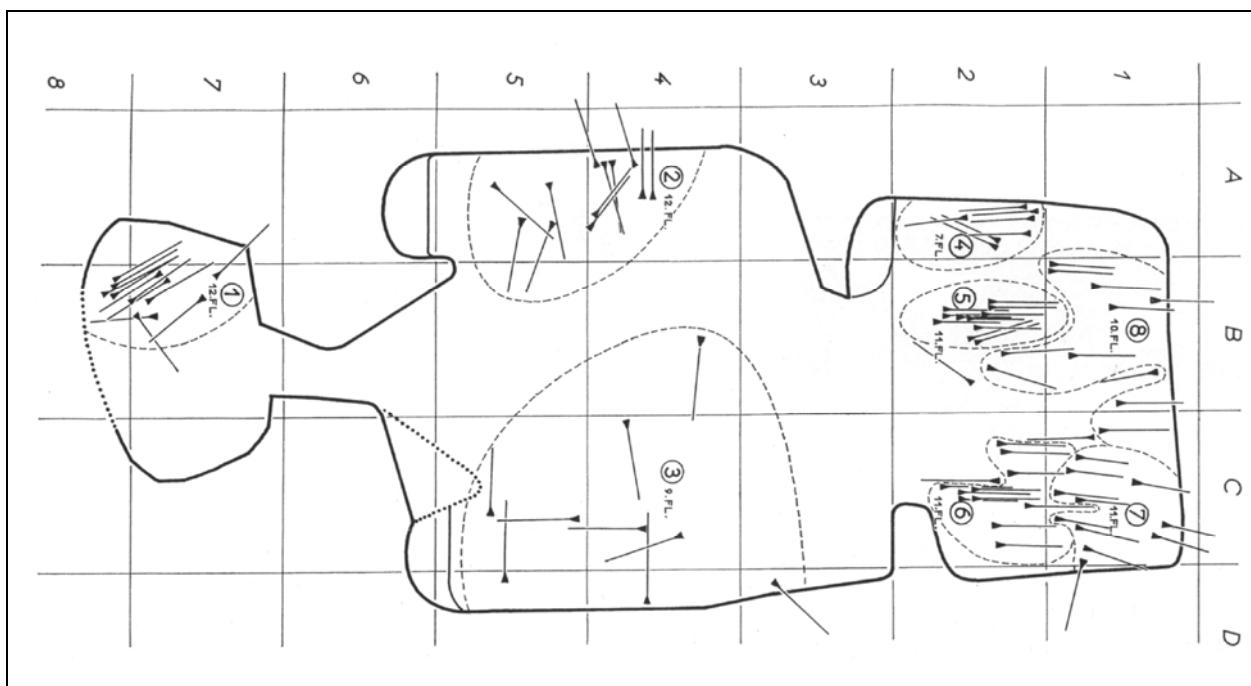 8 7 6 5 4 3 2 1
A
② 12.FL.
④ 7.FL.
① 12.FL.
⑤ 11.FL.
⑧ 10.FL.
B
③ 9.FL.
⑥ 11.FL.
⑦ 11.FL.
C
D